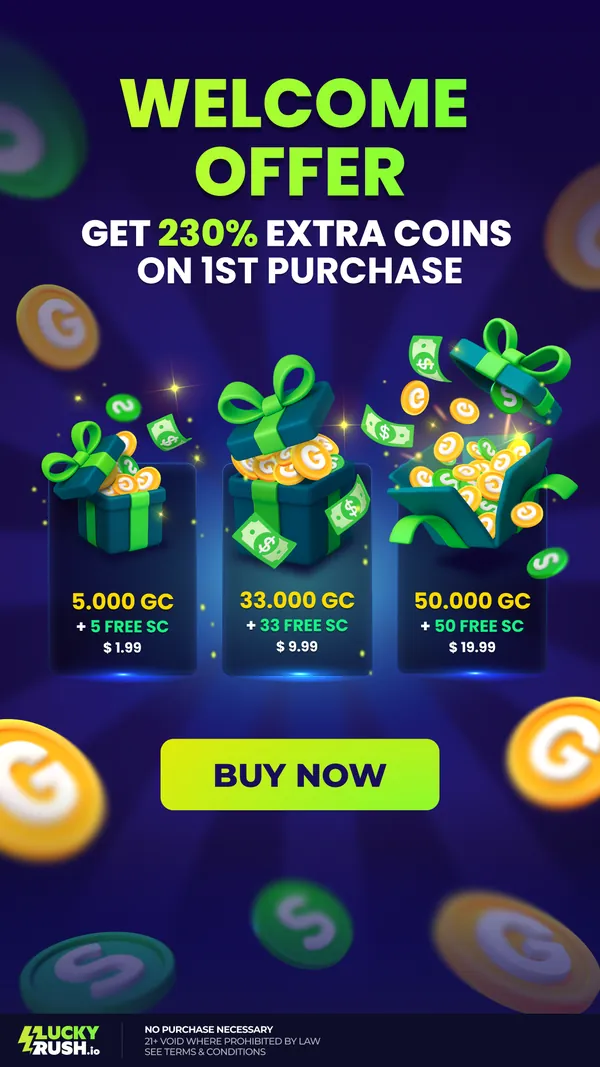 WELCOME
OFFER
GET 230% EXTRA COINS
ON 1ST PURCHASE
5.000 GC
+ 5 FREE SC
$ 1.99
33.000 GC
+ 33 FREE SC
$ 9.99
50.000 GC
+ 50 FREE SC
$ 19.99
BUY NOW
LUCKY
RUSH.io
NO PURCHASE NECESSARY
21+ VOID WHERE PROHIBITED BY LAW
SEE TERMS & CONDITIONS